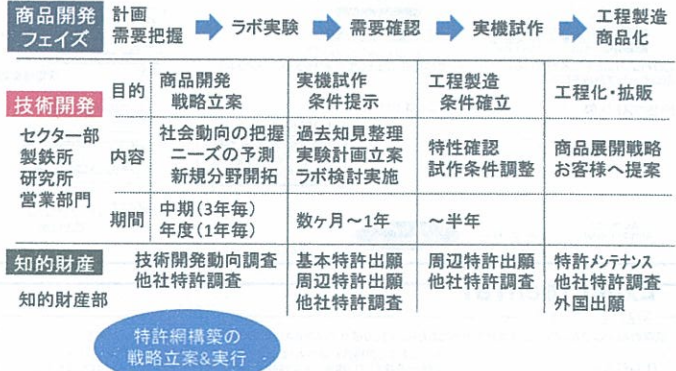 商品開発
フェイズ
計画
需要把握
ラボ実験
需要確認
実機試作
工程製造
商品化
技術開発
セクター部
製鉄所
研究所
営業部門
目的
商品開発
戦略立案
実機試作
条件提示
工程製造
条件確立
工程化・拡販
内容
社会動向の把握
ニーズの予測
新規分野開拓
過去知見整理
実験計画立案
ラボ検討実施
特性確認
試作条件調整
商品展開戦略
お客様へ提案
期間
中期(3年毎)
年度(1年毎)
数ヶ月~1年
~半年
知的財産
知的財産部
技術開発動向調査
他社特許調査
基本特許出願
周辺特許出願
他社特許調査
周辺特許出願
他社特許調査
特許メンテナンス
他社特許調査
外国出願
特許網構築の
戦略立案&実行